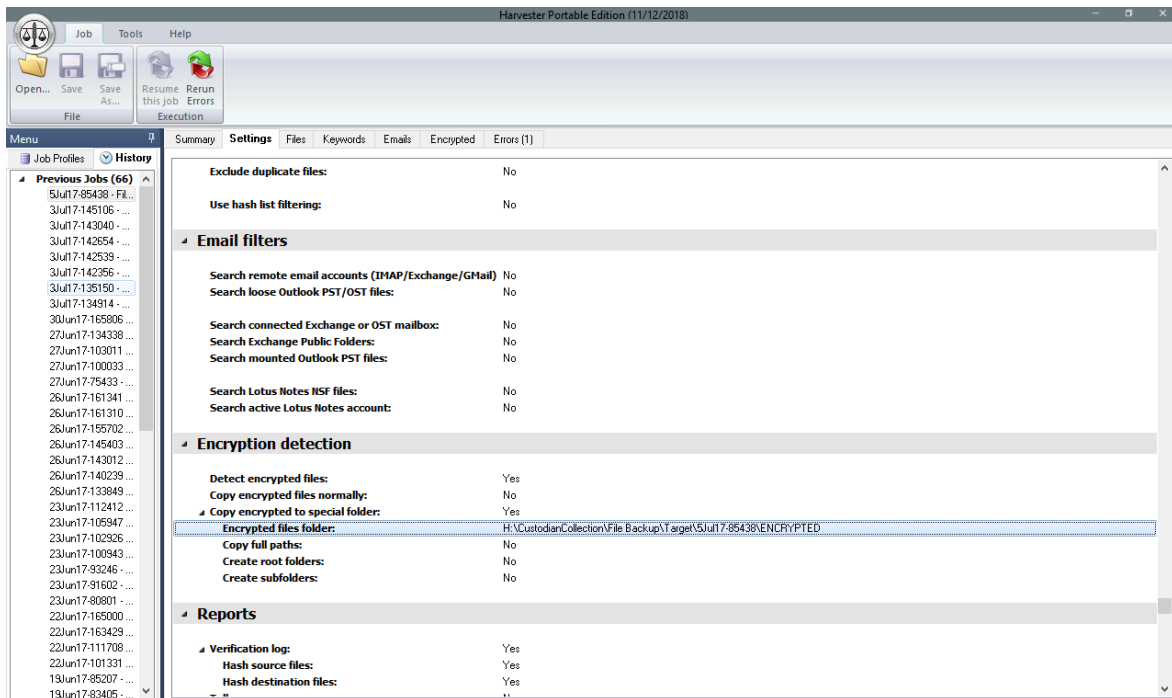 Harvester Portable Edition (11/12/2018)
Job Tools Help
Open... Save Save As... Resume this job Rerun Errors
File Execution
Menu
Job Profiles History
Previous Jobs (66)
5Jul17-85438 - Fil...
3Jul17-145106 - ...
3Jul17-143040 - ...
3Jul17-142654 - ...
3Jul17-142539 - ...
3Jul17-142356 - ...
3Jul17-135150 - ...
3Jul17-134914 - ...
30Jun17-165806 ...
27Jun17-134338 ...
27Jun17-103011 ...
27Jun17-100033 ...
27Jun17-75433 - ...
26Jun17-161341 ...
26Jun17-161310 ...
26Jun17-155702 ...
26Jun17-145403 ...
26Jun17-143012 ...
26Jun17-140239 ...
26Jun17-133849 ...
23Jun17-112412 ...
23Jun17-105947 ...
23Jun17-102926 ...
23Jun17-100943 ...
23Jun17-93246 - ...
23Jun17-91602 - ...
23Jun17-80801 - ...
22Jun17-165000 ...
22Jun17-163429 ...
22Jun17-111708 ...
22Jun17-101331 ...
19Jun17-85207 - ...
19Jun17-83405 - ...
Summary Settings Files Keywords Emails Encrypted Errors (1)
Exclude duplicate files: No
Use hash list filtering: No
Email filters
Search remote email accounts (IMAP/Exchange/GMail) No
Search loose Outlook PST/OST files: No
Search connected Exchange or OST mailbox: No
Search Exchange Public Folders: No
Search mounted Outlook PST files: No
Search Lotus Notes NSF files: No
Search active Lotus Notes account: No
Encryption detection
Detect encrypted files: Yes
Copy encrypted files normally: No
Copy encrypted to special folder: Yes
Encrypted files folder: H:\CustodianCollection\File Backup\Target\5Jul17-85438\ENCRYPTED
Copy full paths: No
Create root folders: No
Create subfolders: No
Reports
Verification log: Yes
Hash source files: Yes
Hash destination files: Yes